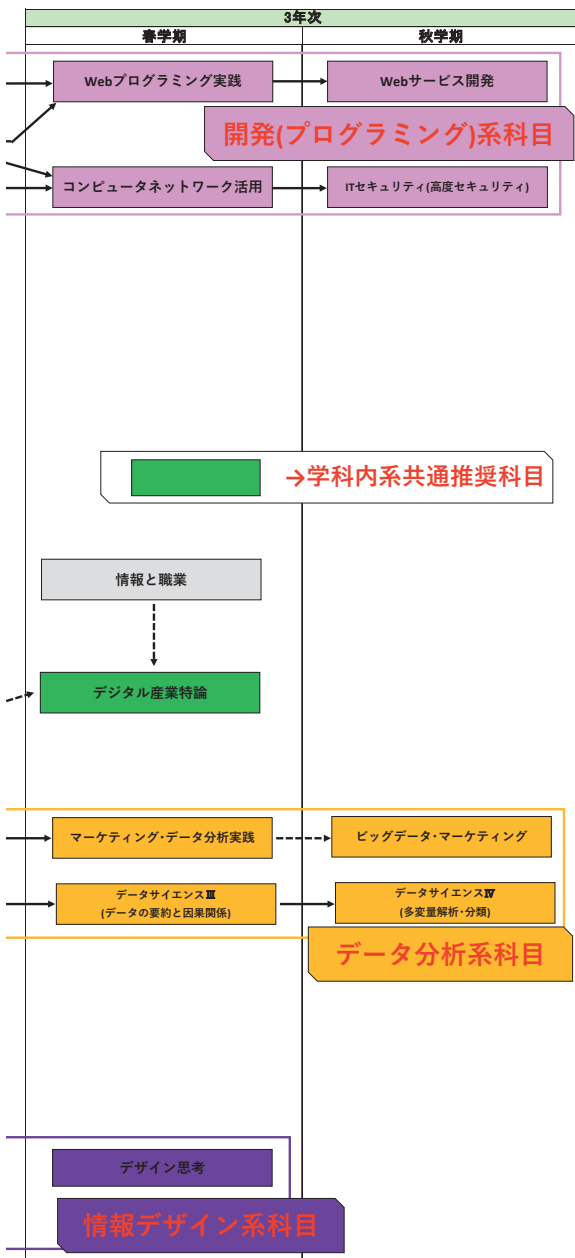 3年次
春学期
秋学期
Webプログラミング実践
Webサービス開発
開発(プログラミング)系科目
コンピュータネットワーク活用
ITセキュリティ(高度セキュリティ)
→学科内系共通推奨科目
情報と職業
デジタル産業特論
マーケティング・データ分析実践
ビッグデータ・マーケティング
データサイエンスⅢ
(データの要約と因果関係)
データサイエンスⅣ
(多変量解析・分類)
データ分析系科目
デザイン思考
情報デザイン系科目